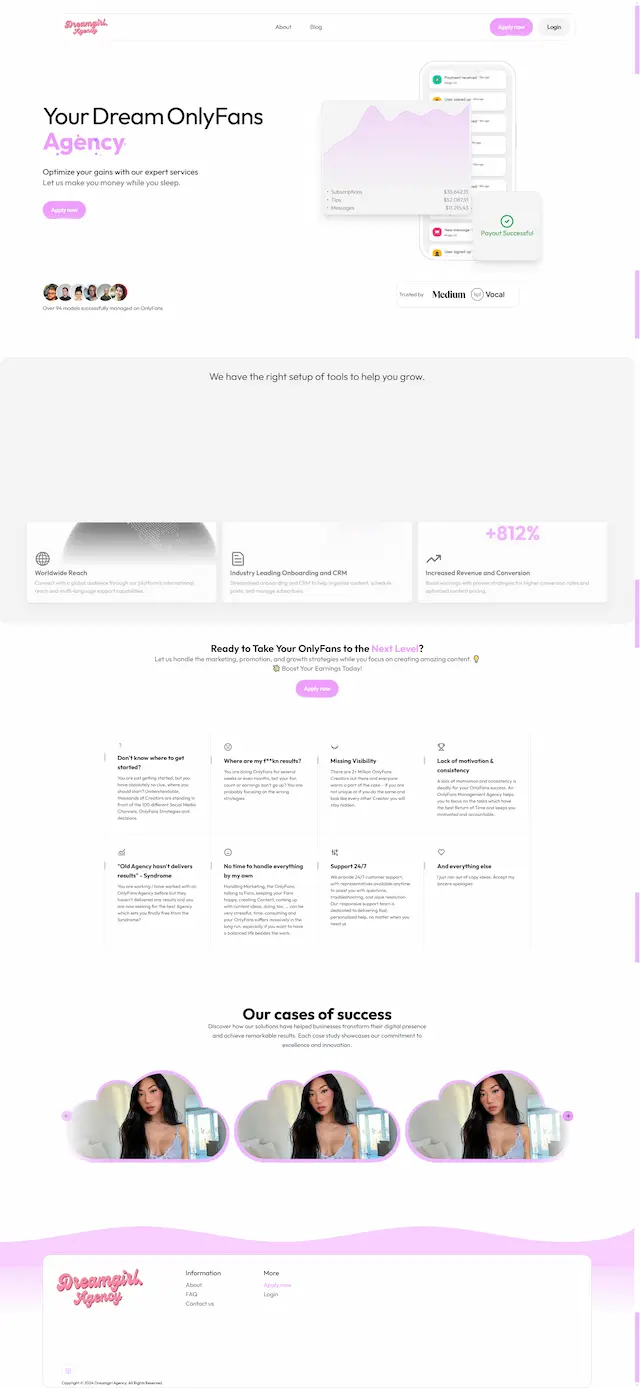 Dreamgirl.
Agency
About
Blog
Apply now
Login
Your Dream OnlyFans
Agency
Optimize your gains with our expert services
Let us make you money while you sleep.
Apply now
Over 94 models successfully managed on OnlyFans
Payment received
User signed up
• Subscriptions
• Tips
• Messages
New message
User signed up
Payout Successful
Trusted by
Medium
Vocal
We have the right setup of tools to help you grow.
+812%
Worldwide Reach
Connect with a global audience through our platform's international
reach and multi-language support capabilities.
Industry Leading Onboarding and CRM
Streamlined onboarding and CRM to help organize content, schedule
posts, and manage subscribers.
Increased Revenue and Conversion
Boost earnings with proven strategies for higher conversion rates and
optimized content pricing.
Ready to Take Your OnlyFans to the Next Level?
Let us handle the marketing, promotion, and growth strategies while you focus on creating amazing content. 💡
💸 Boost Your Earnings Today!
Apply now
Don't know where to get
started?
You are just getting started, but you
have absolutely no clue, where you
should start? Understandable,
thousands of Creators are standing in
front of the 100 different Social Media
Channels, OnlyFans Strategies and
decisions.
Where are my f**kn results?
You are doing OnlyFans for several
weeks or even months, but your fan
count or earnings don't go up? You are
probably focusing on the wrong
strategies
Missing Visibility
There are 2+ Million OnlyFans
Creators out there and everyone
wants a part of the cake - if you are
not unique or if you do the same and
look like every other Creator you will
stay hidden.
Lack of motivation &
consistency
A lack of motivation and consistency is
deadly for your OnlyFans success. An
OnlyFans Management Agency helps
you to focus on the tasks which have
the best Return of Time and keeps you
motivated and accountable.
"Old Agency hasn't delivers
results" - Syndrome
You are working / have worked with an
OnlyFans Agency before but they
haven't delivered any results and you
are now seeking for the best Agency
which sets you finally free from the
Syndrome?
No time to handle everything
by my own
Handling Marketing, the OnlyFans,
talking to Fans, keeping your Fans
happy, creating Content, coming up
with content ideas, doing tax, ... can be
very stressful, time-consuming and
your OnlyFans suffers massively in the
long run, especially if you want to have
a balanced life besides the work.
Support 24/7
We provide 24/7 customer support,
with representatives available anytime
to assist you with questions,
troubleshooting, and issue resolution.
Our responsive support team is
dedicated to delivering fast,
personalized help, no matter when you
need us
And everything else
I just ran out of copy ideas. Accept my
sincere apologies
Our cases of success
Discover how our solutions have helped businesses transform their digital presence
and achieve remarkable results. Each case study showcases our commitment to
excellence and innovation.
Dreamgirl.
Agency
Information
About
FAQ
Contact us
More
Apply now
Login
Copyright © 2024 Dreamgirl Agency. All Rights Reserved.